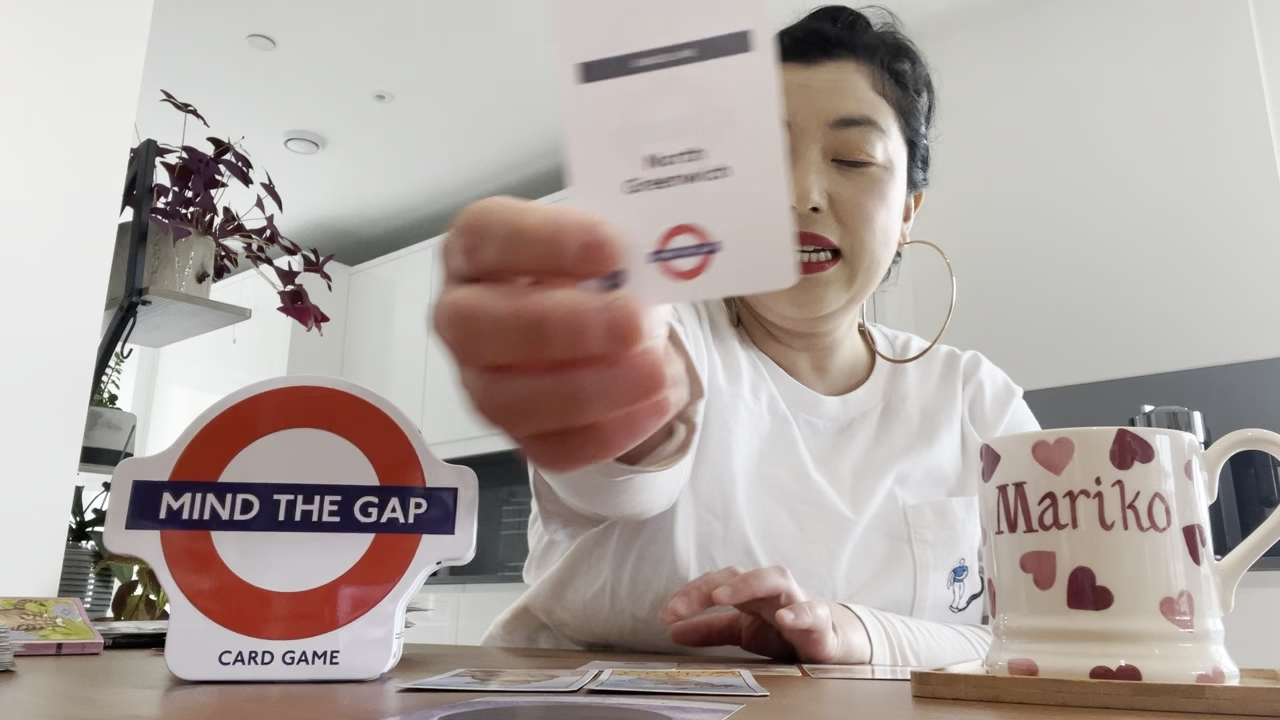 North
Greenwich
MIND THE GAP
CARD GAME
Mariko